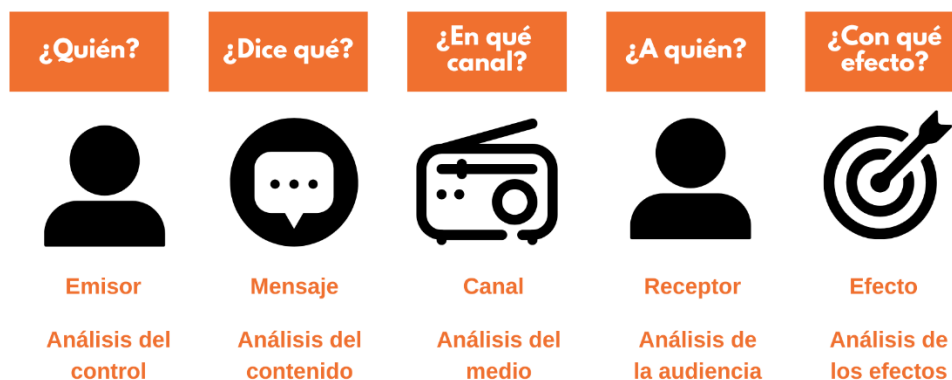 ¿Quién?
¿Dice qué?
¿En qué
canal?
¿A quién?
¿Con qué
efecto?
Emisor
Mensaje
Canal
Receptor
Efecto
Análisis del
control
Análisis del
contenido
Análisis del
medio
Análisis de
la audiencia
Análisis de
los efectos